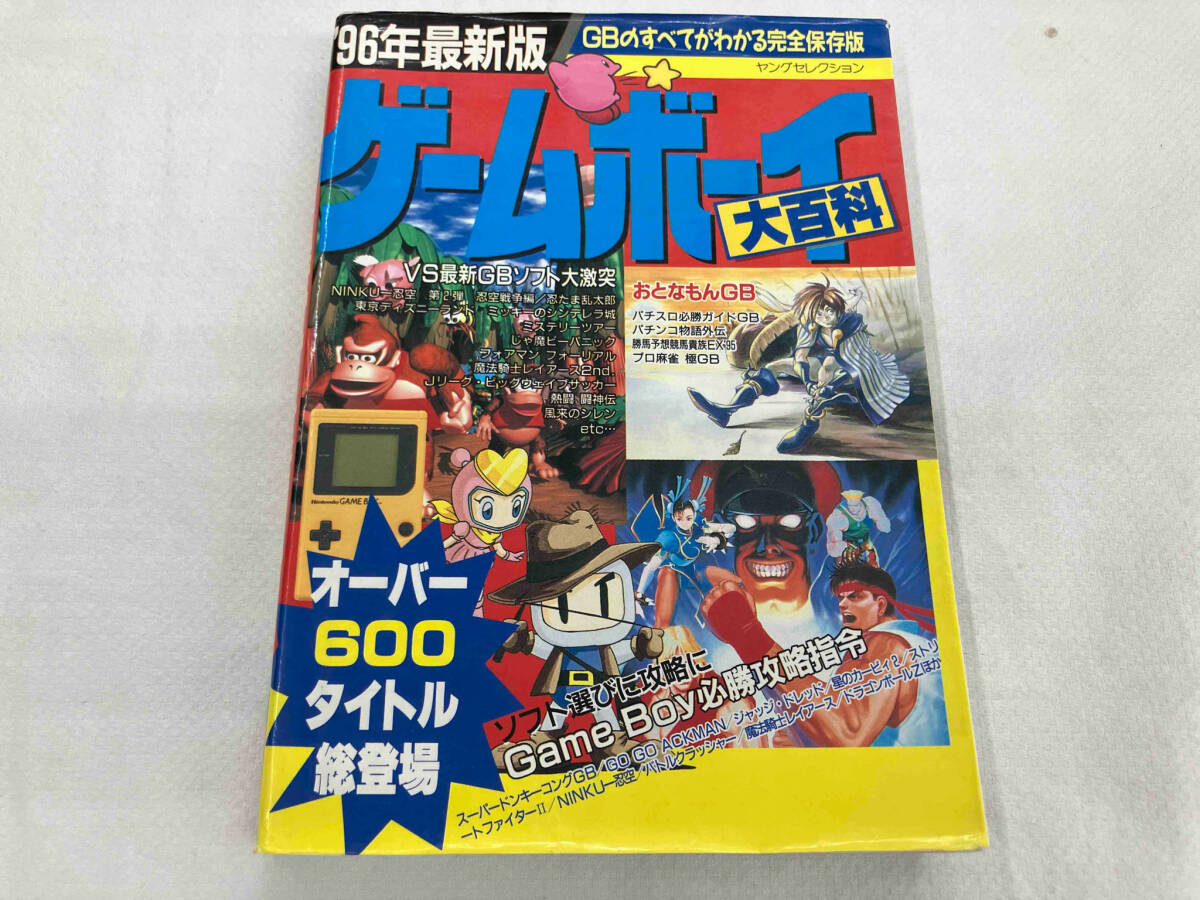 '96年最新版
GBのすべてがわかる完全保存版
ヤングセレクション
ゲームボーイ
大百科
VS最新GBソフト大激突
NINKUー忍空 第2弾 忍空戦争編/忍たま乱太郎
東京ディズニーランド ミッキーのシンデレラ城
ミステリーツアー
じゃ魔ピーパニック
フォアマン フォーリアル
魔法騎士レイアース2nd.
Jリーグ・ビッグウェイブサッカー
熱闘 闘神伝
風来のシレン
etc…
おとなもんGB
パチスロ必勝ガイドGB
パチンコ物語外伝
勝馬予想競馬貴族EX'95
プロ麻雀 極GB
Nintendo GAME BOY
オーバー
600
タイトル
総登場
ソフト選びに攻略に
Game Boy必勝攻略指令
スーパードンキーコングGB/GO GO ACKMAN/ジャッジ・ドレッド/星のカービィ2/ストリ
ートファイターII/NINKUー忍空/バトルクラッシャー/魔法騎士レイアース/ドラゴンボールZほか